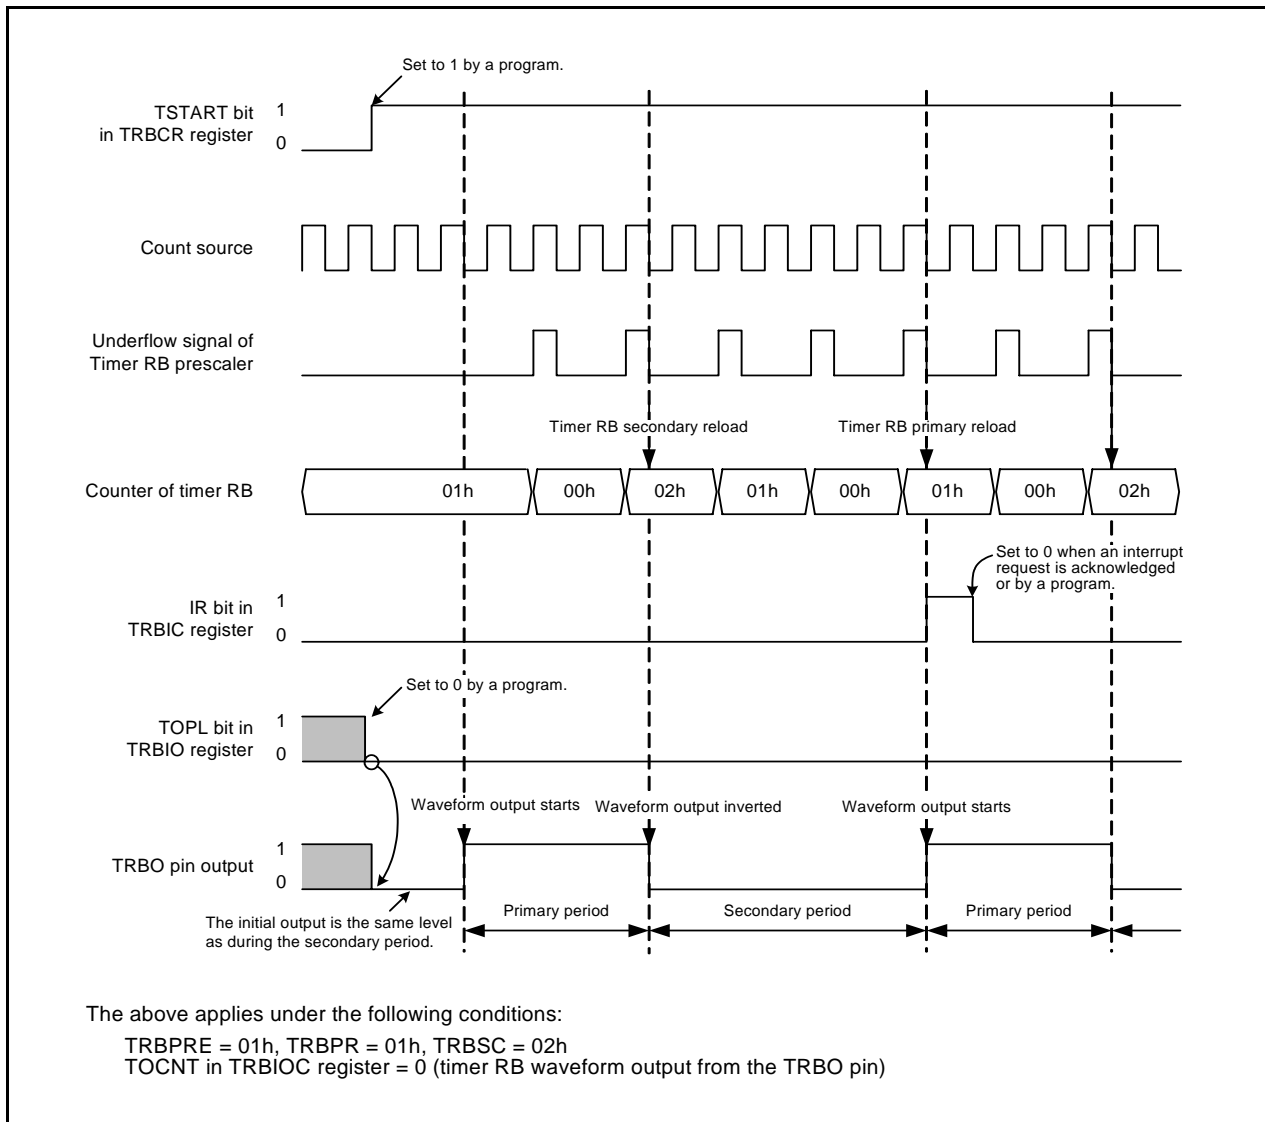 Set to 1 by a program.
TSTART bit
in TRBCR register
1
0
Count source
Underflow signal of
Timer RB prescaler
Timer RB secondary reload
Timer RB primary reload
Counter of timer RB
01h
00h
02h
01h
00h
01h
00h
02h
Set to 0 when an interrupt
request is acknowledged
or by a program.
IR bit in
TRBIC register
1
0
Set to 0 by a program.
TOPL bit in
TRBIO register
1
0
Waveform output starts
Waveform output inverted
Waveform output starts
TRBO pin output
1
0
The initial output is the same level
as during the secondary period.
Primary period
Secondary period
Primary period
The above applies under the following conditions:
TRBPRE = 01h, TRBPR = 01h, TRBSC = 02h
TOCNT in TRBIOC register = 0 (timer RB waveform output from the TRBO pin)